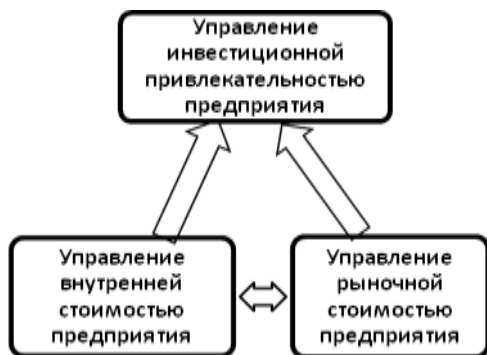 Управление
инвестиционной
привлекательностью
предприятия
Управление
внутренней
стоимостью
предприятия
Управление
рыночной
стоимостью
предприятия